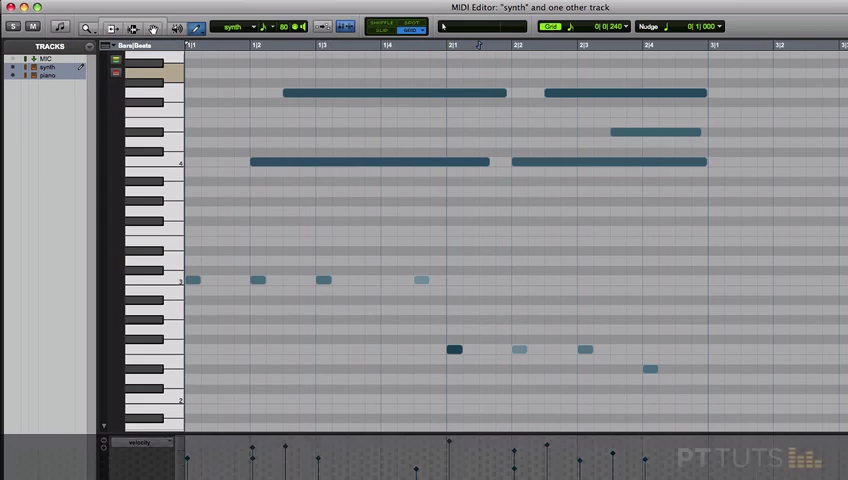 MIDI Editor: "synth" and one other track
S M synth 80 SHUFFLE SPOT SLIP GRID Grid 0| 0| 240 Nudge 0| 1| 000
TRACKS Bars|Beats 1|1 1|2 1|3 1|4 2|1 2|2 2|3 2|4 3|1 3|2
MIC
synth
piano
4
3
2
velocity
PT TUTS